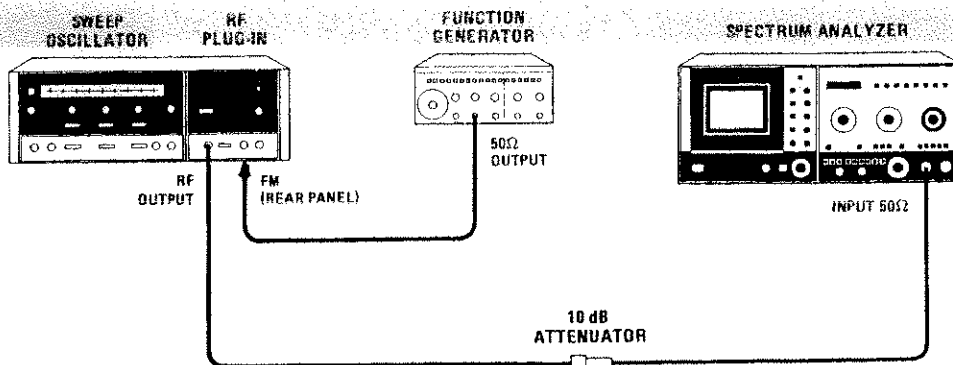 SWEEP
OSCILLATOR
RF
PLUG-IN
FUNCTION
GENERATOR
SPECTRUM ANALYZER
50Ω
OUTPUT
RF
OUTPUT
FM
(REAR PANEL)
INPUT 50Ω
10 dB
ATTENUATOR